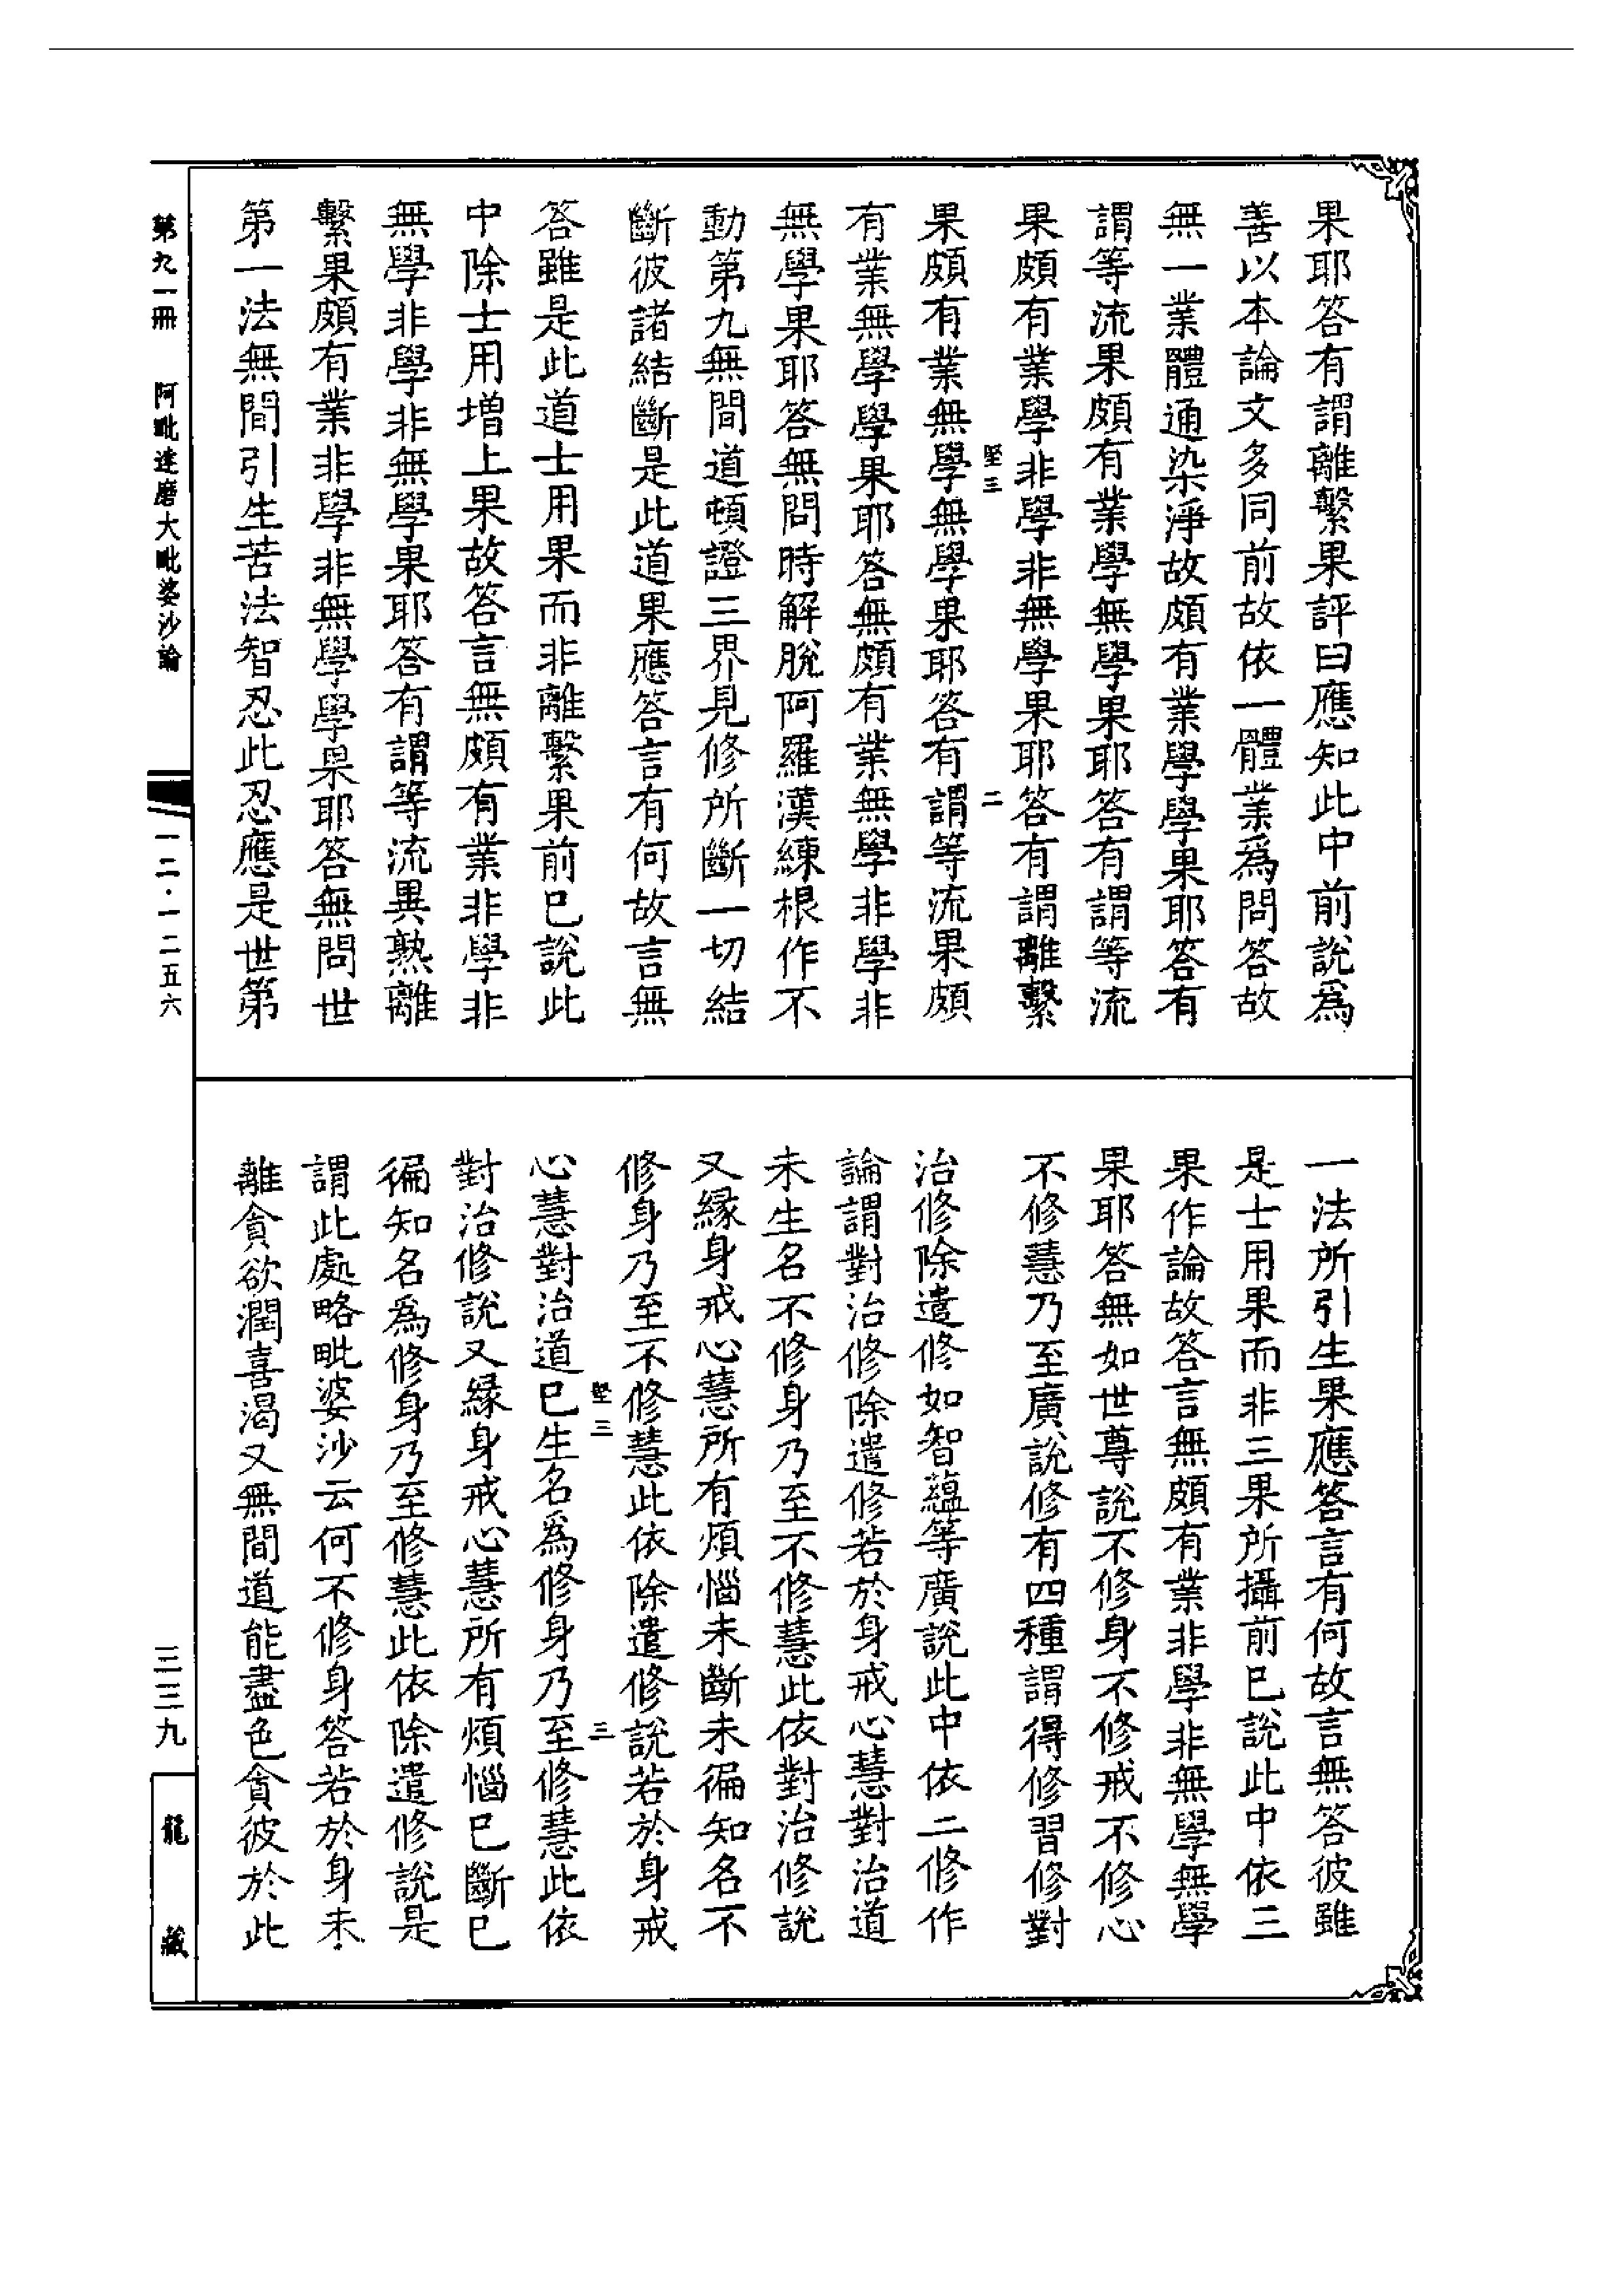 果耶答有謂離繫果評曰應知此中前說爲
善以本論文多同前故依一體業爲問答故
無一業體通染淨故頗有業學學果耶答有
謂等流果頗有業學無學果耶答有謂等流
果頗有業學非學非無學果耶答有謂離繫
堅三
二
果頗有業無學無學果耶答有謂等流果頗
有業無學學果耶答無頗有業無學非學非
無學果耶答無問時解脫阿羅漢練根作不
動第九無間道頓證三界見修所斷一切結
斷彼諸結斷是此道果應答言有何故言無
答雖是此道士用果而非離繫果前已說此
中除士用增上果故答言無頗有業非學非
無學非學非無學果耶答有謂等流異熟離
繫果頗有業非學非無學學果耶答無問世
第一法無間引生苦法智忍此忍應是世第
一法所引生果應答言有何故言無答彼雖
是士用果而非三果所攝前已說此中依三
果作論故答言無頗有業非學非無學無學
果耶答無如世尊說不修身不修戒不修心
不修慧乃至廣說修有四種謂得修習修對
治修除遣修如智蘊等廣說此中依二修作
論謂對治修除遣修若於身戒心慧對治道
未生名不修身乃至不修慧此依對治修說
又緣身戒心慧所有煩惱未斷未徧知名不
修身乃至不修慧此依除遣修說若於身戒
堅三
三
心慧對治道已生名爲修身乃至修慧此依
對治修說又緣身戒心慧所有煩惱已斷已
徧知名爲修身乃至修慧此依除遣修說是
謂此處略毗婆沙云何不修身答若於身未
離貪欲潤喜渴又無間道能盡色貪彼於此
第九一冊 阿毗達磨大毗婆沙論
一二·一二五六
三三九
龍藏